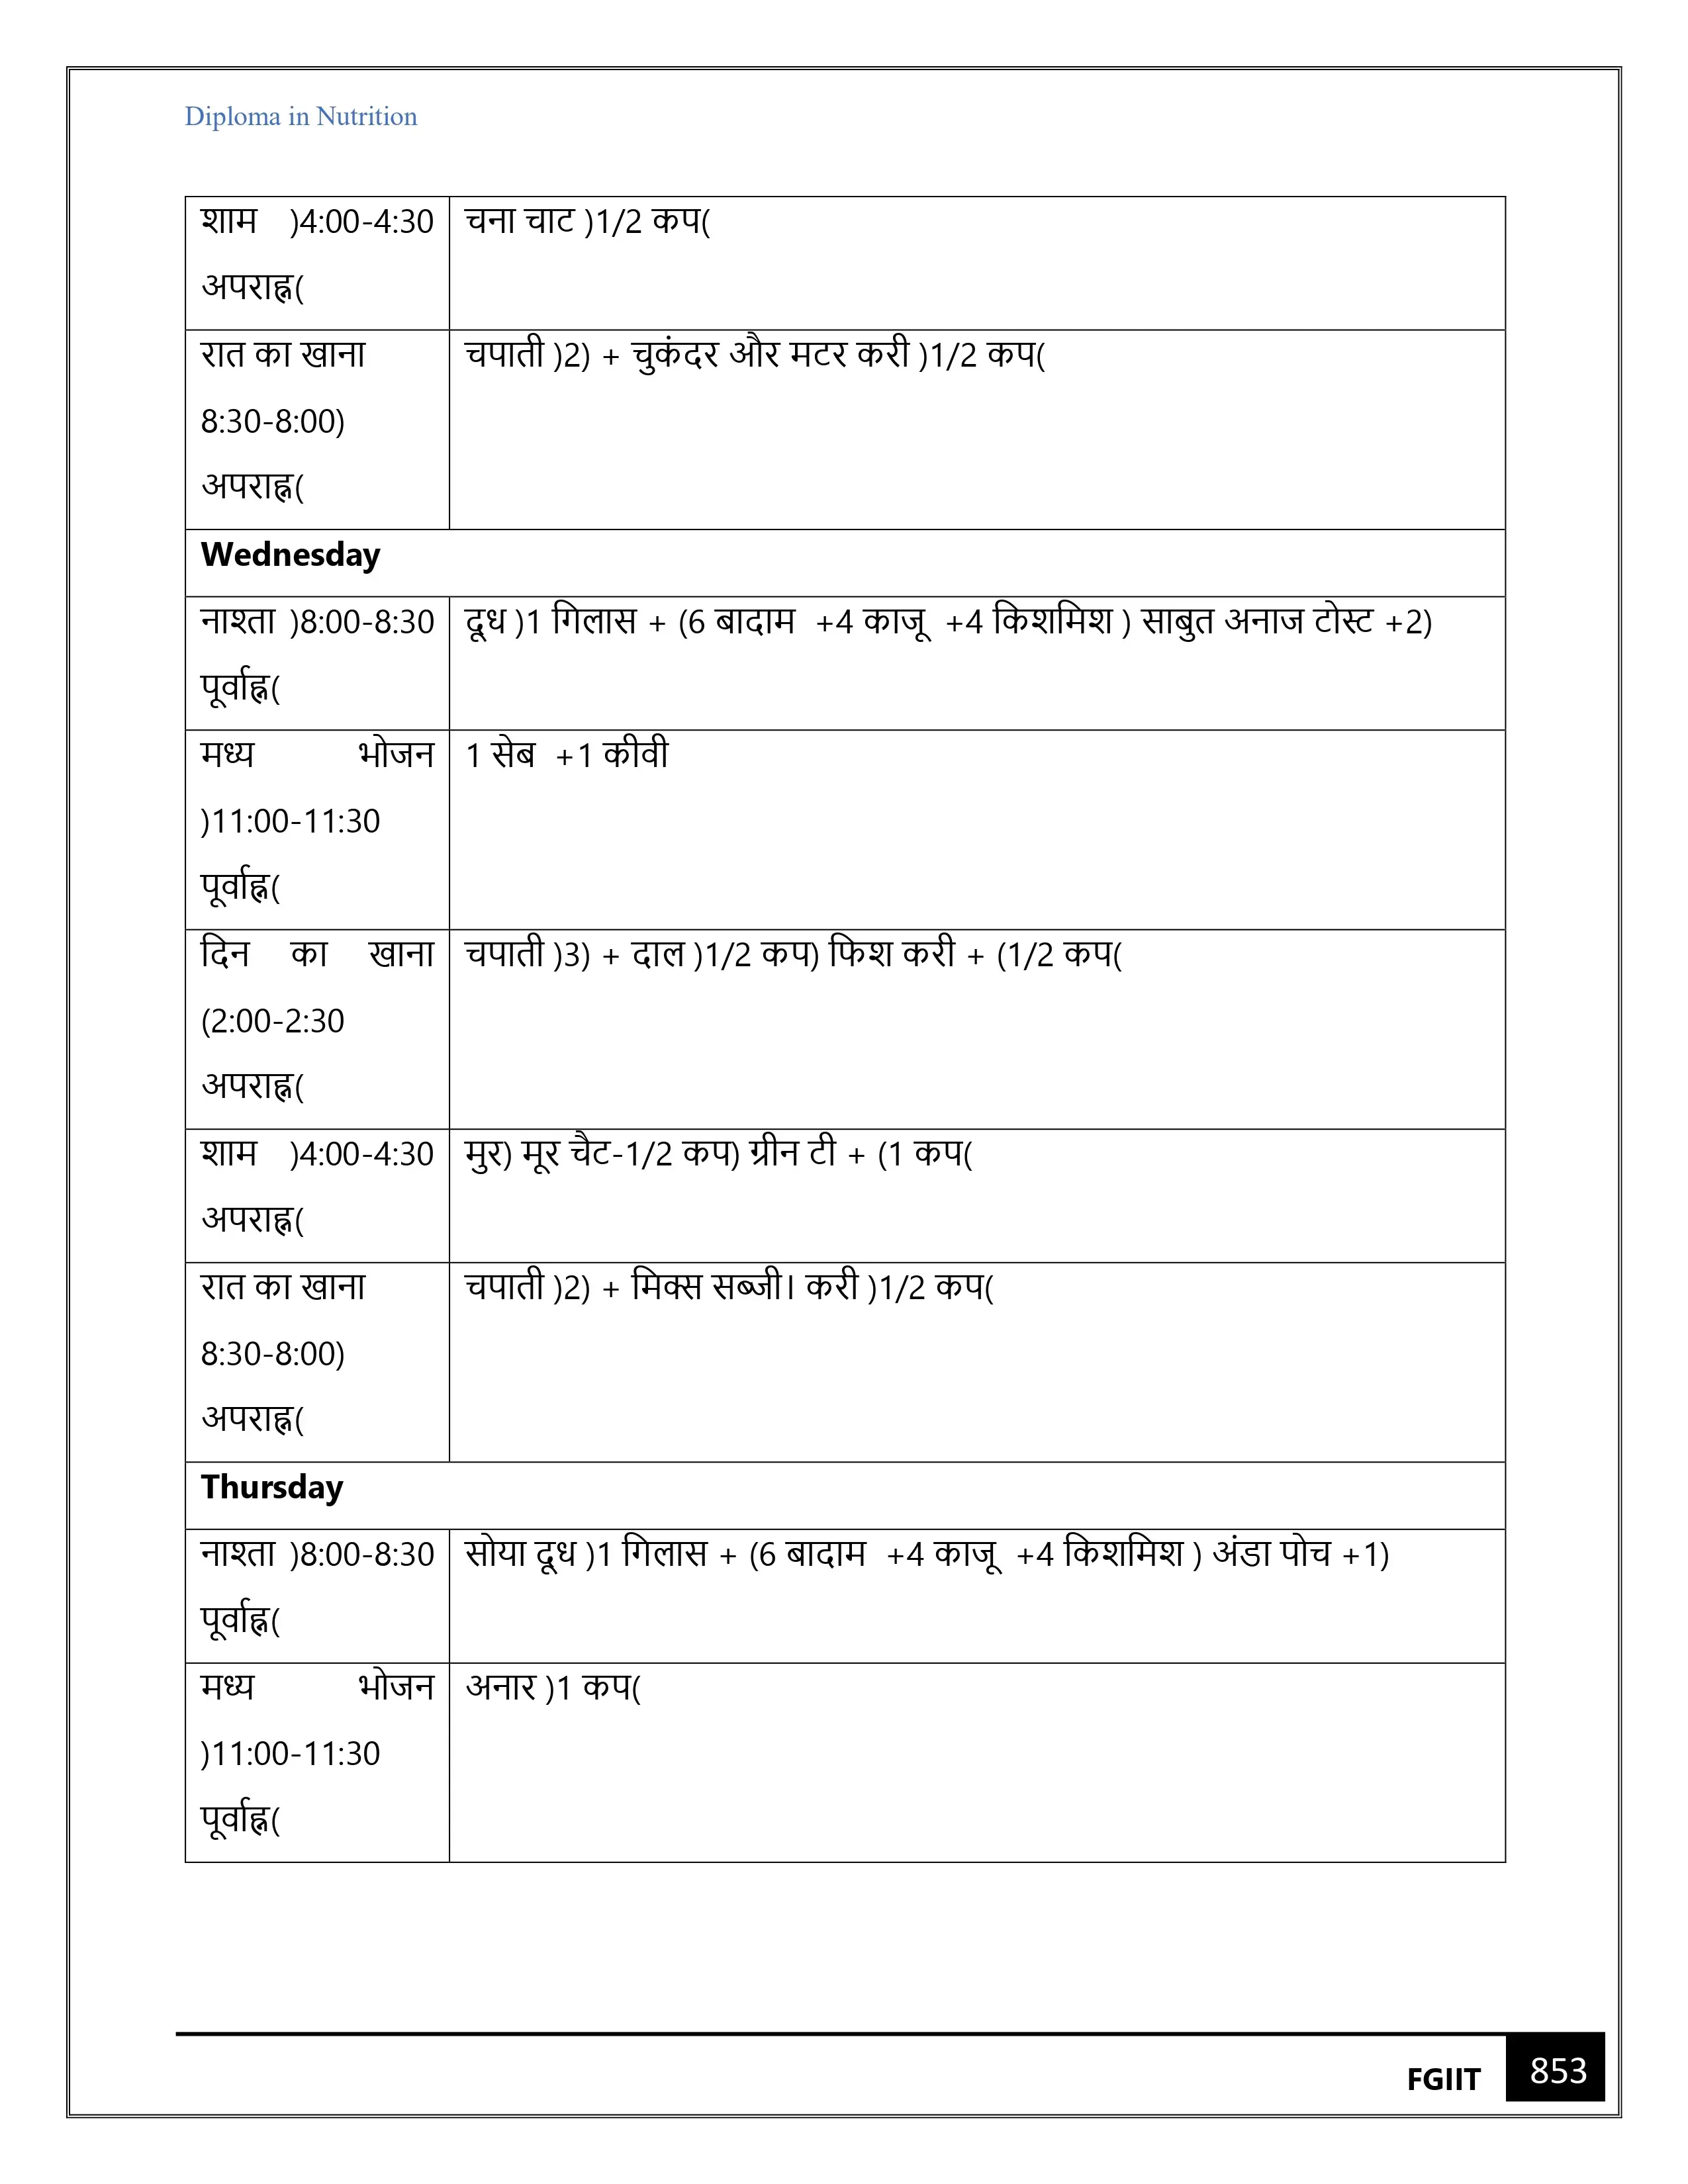 Diploma in Nutrition
शाम )4:00-4:30
अपराह्न(
चना चाट )1/2 कप(
रात का खाना
8:30-8:00)
अपराह्न(
चपाती )2) + चुकंदर और मटर करी )1/2 कप(
Wednesday
नाश्ता )8:00-8:30
पूर्वाह्न(
दूध )1 गिलास + (6 बादाम +4 काजू +4 किशमिश ) साबुत अनाज टोस्ट +2)
मध्य भोजन
)11:00-11:30
पूर्वाह्न(
1 सेब +1 कीवी
दिन का खाना
(2:00-2:30
अपराह्न(
चपाती )3) + दाल )1/2 कप) फिश करी + (1/2 कप(
शाम )4:00-4:30
अपराह्न(
मुर) मूर चैट-1/2 कप) ग्रीन टी + (1 कप(
रात का खाना
8:30-8:00)
अपराह्न(
चपाती )2) + मिक्स सब्जी। करी )1/2 कप(
Thursday
नाश्ता )8:00-8:30
पूर्वाह्न(
सोया दूध )1 गिलास + (6 बादाम +4 काजू +4 किशमिश ) अंडा पोच +1)
मध्य भोजन
)11:00-11:30
पूर्वाह्न(
अनार )1 कप(
FGIIT 853